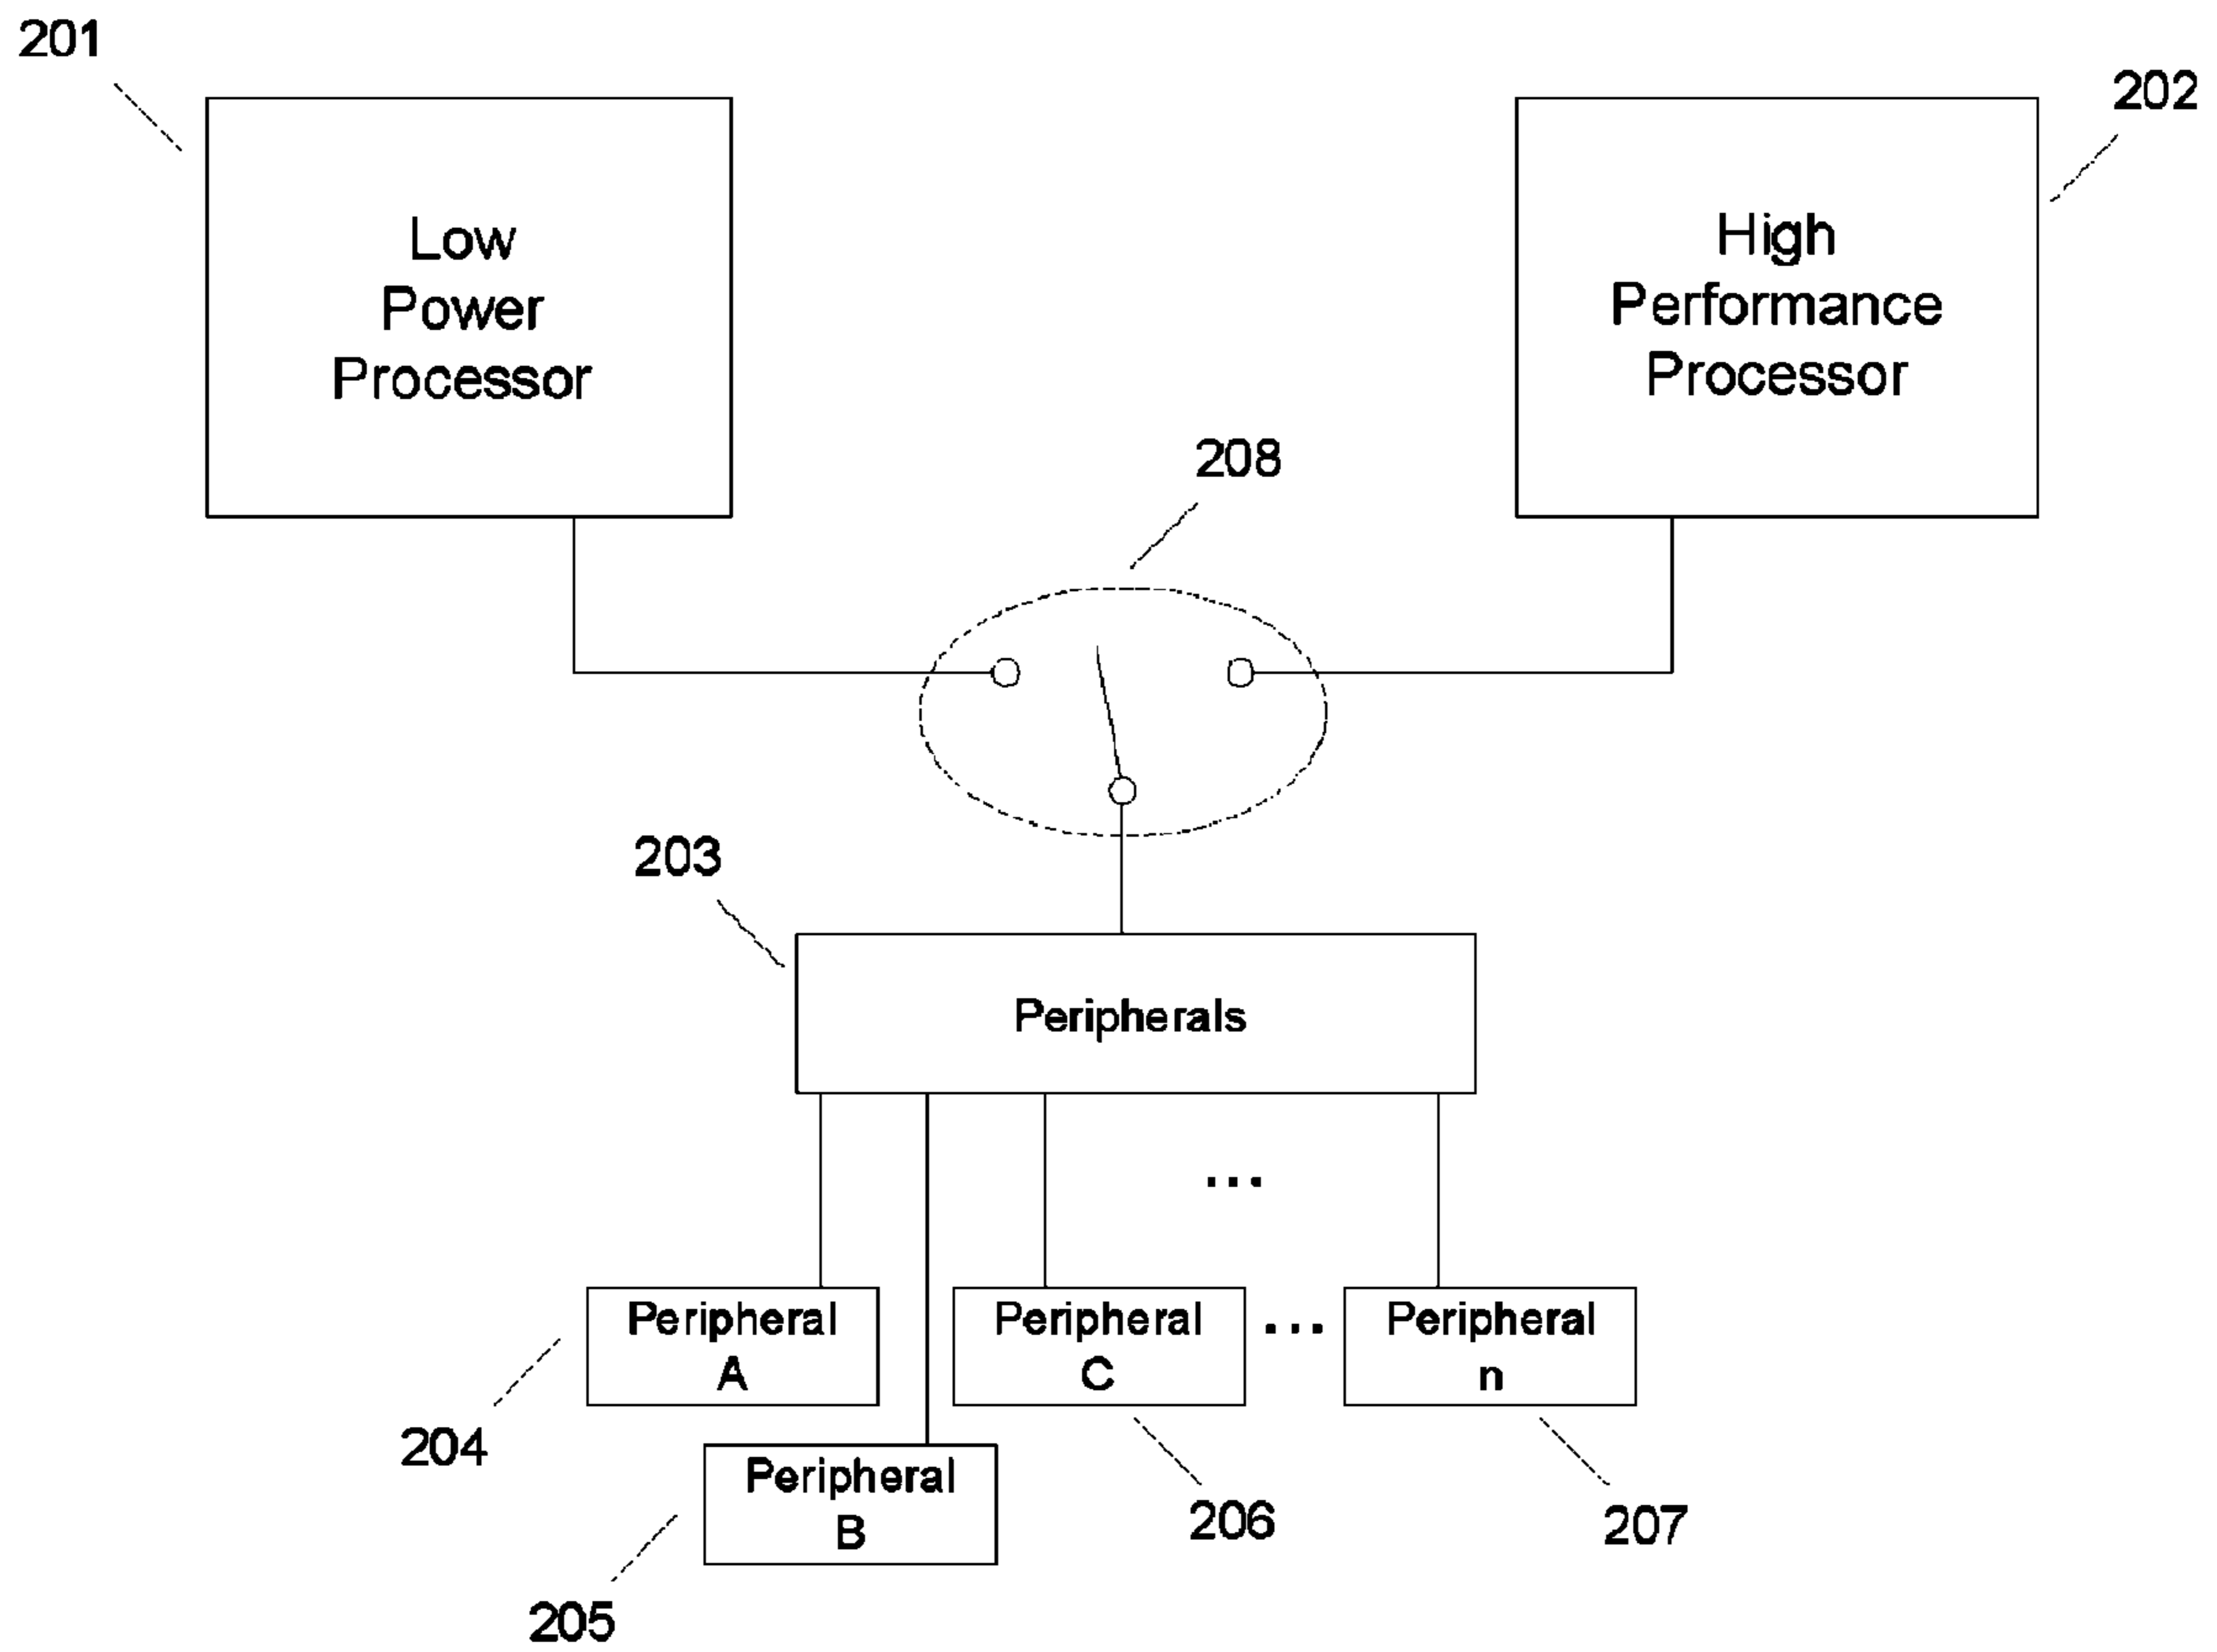 201
202
Low
Power
Processor
High
Performance
Processor
208
203
Peripherals
...
Peripheral
A
Peripheral
C
...
Peripheral
n
204
Peripheral
B
206
207
205